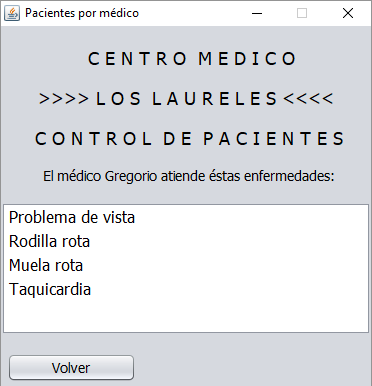 Pacientes por médico
C E N T R O  M E D I C O
>>>> L O S  L A U R E L E S <<<<
C O N T R O L  D E  P A C I E N T E S
El médico Gregorio atiende éstas enfermedades:
Problema de vista
Rodilla rota
Muela rota
Taquicardia
Volver